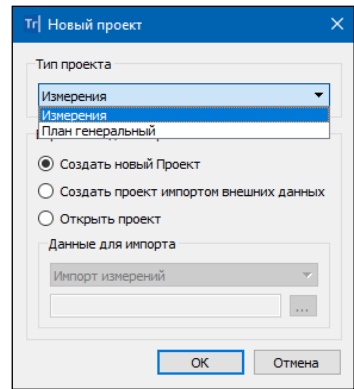 Tr Новый проект
Тип проекта
Измерения
Измерения
План генеральный
Создать новый Проект
Создать проект импортом внешних данных
Открыть проект
Данные для импорта
Импорт измерений
...
OK Отмена